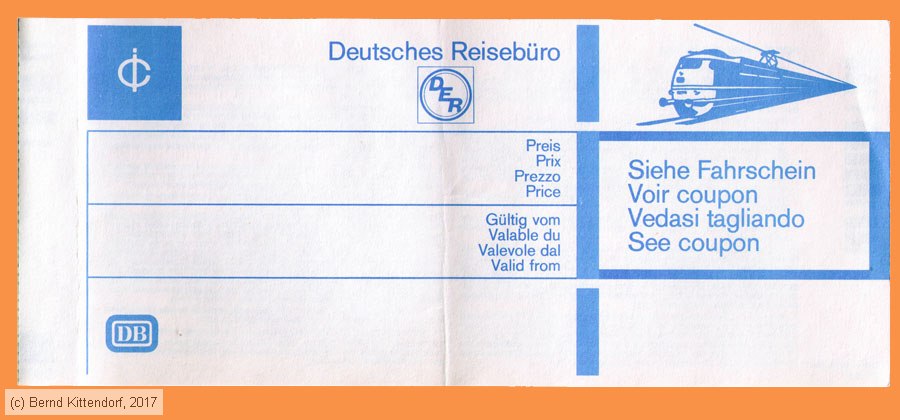 Deutsches Reisebüro
DER
Preis
Prix
Prezzo
Price
Gültig vom
Valable du
Valevole dal
Valid from
Siehe Fahrschein
Voir coupon
Vedasi tagliando
See coupon
DB
(c) Bernd Kittendorf, 2017